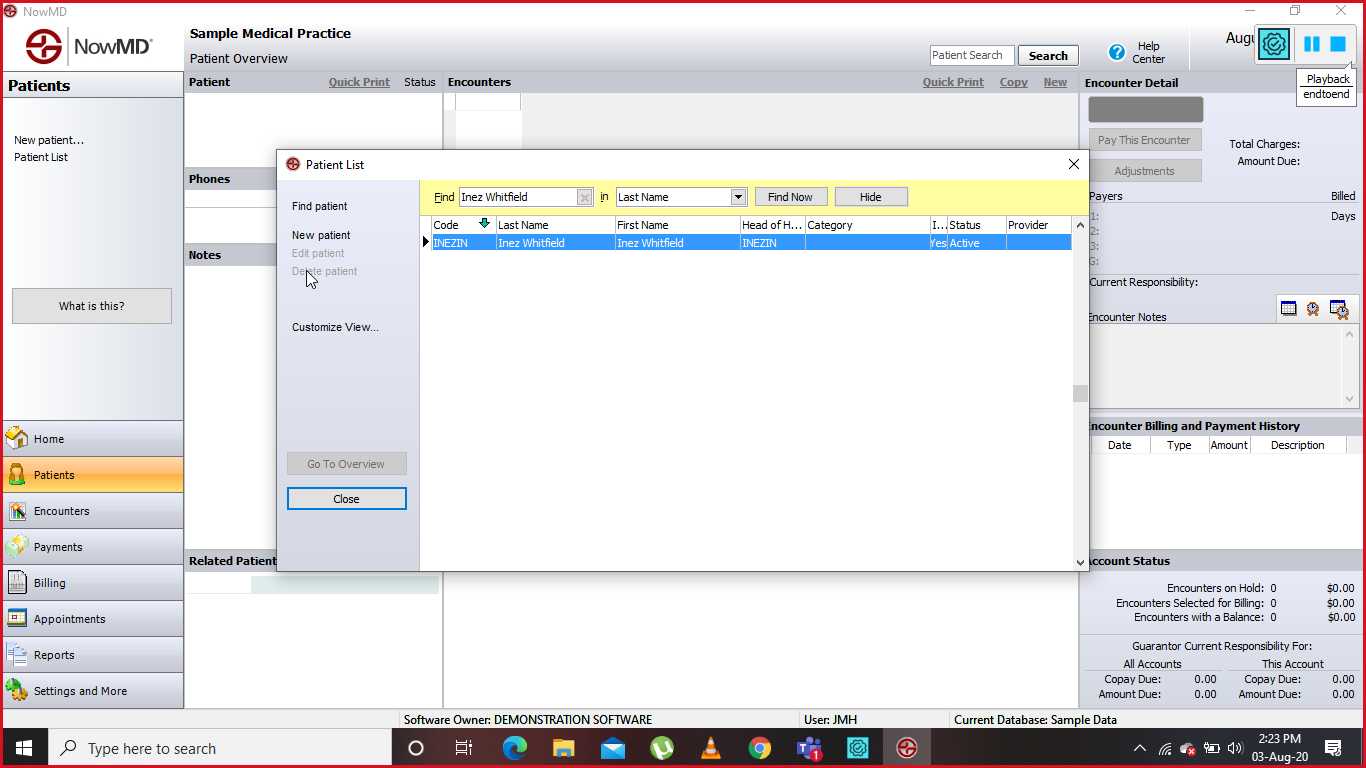 NowMD
NowMD®
Sample Medical Practice
Patient Overview
Patient Search
Search
Help
Center
Playback
endtoend
Patients
New patient...
Patient List
What is this?
Home
Patients
Encounters
Payments
Billing
Appointments
Reports
Settings and More
Patient
Quick Print
Status
Phones
Notes
Related Patient
Encounters
Quick Print
Copy
New
Patient List
Find patient
New patient
Edit patient
Delete patient
Customize View...
Go To Overview
Close
Find
Inez Whitfield
in
Last Name
Find Now
Hide
Code Last Name First Name Head of H... Category I... Status Provider
INEZIN Inez Whitfield Inez Whitfield INEZIN Yes Active
Encounter Detail
Pay This Encounter
Adjustments
Total Charges:
Amount Due:
Payers
Billed
1:
Days
2:
3:
G:
Current Responsibility:
Encounter Notes
Encounter Billing and Payment History
Date Type Amount Description
Account Status
Encounters on Hold: 0 $0.00
Encounters Selected for Billing: 0 $0.00
Encounters with a Balance: 0 $0.00
Guarantor Current Responsibility For:
All Accounts This Account
Copay Due: 0.00 Copay Due: 0.00
Amount Due: 0.00 Amount Due: 0.00
Software Owner: DEMONSTRATION SOFTWARE
User: JMH
Current Database: Sample Data
Type here to search
1
2:23 PM
03-Aug-20